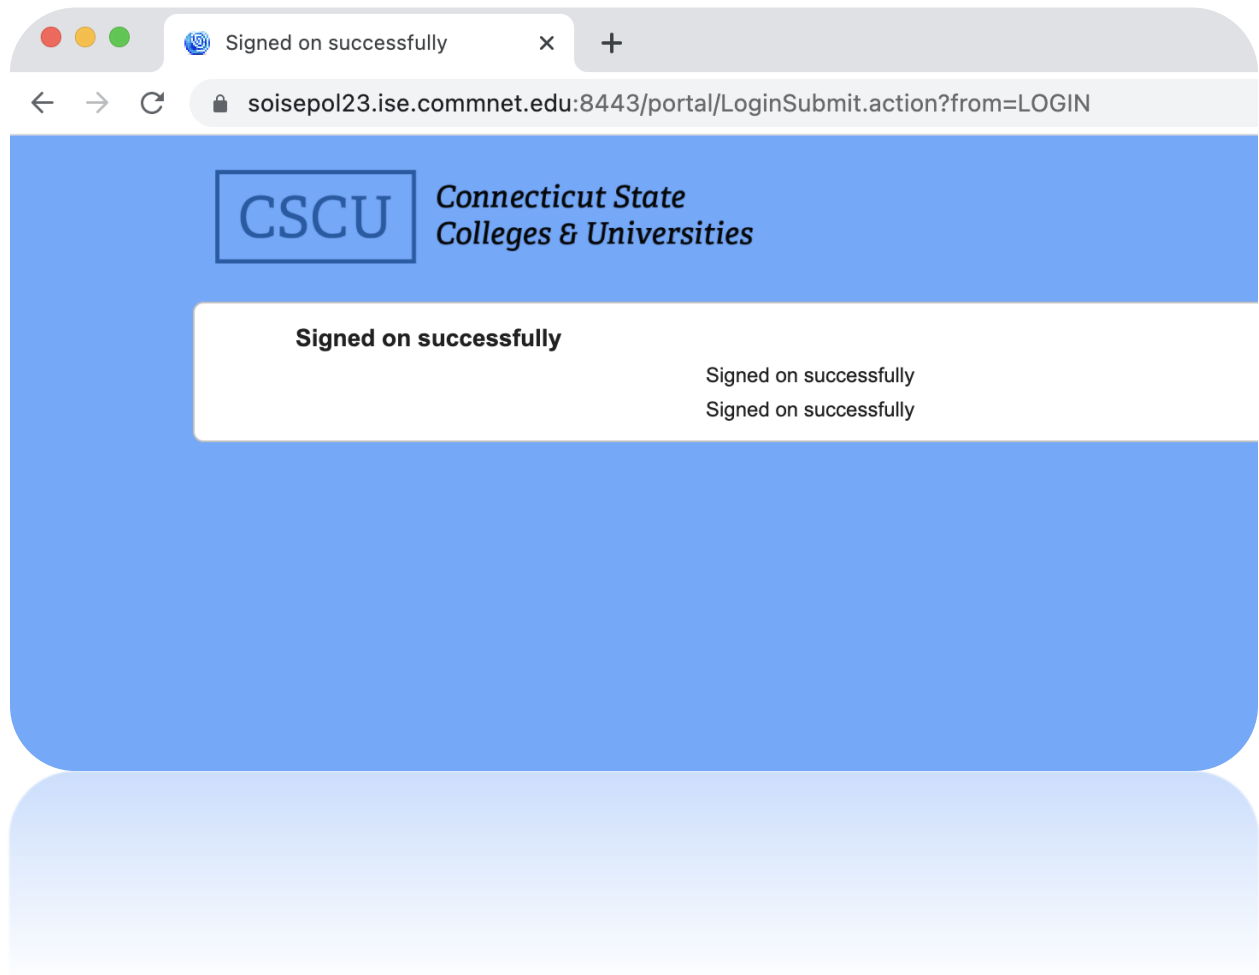 Signed on successfully
soisepol23.ise.commnet.edu:8443/portal/LoginSubmit.action?from=LOGIN
CSCU
Connecticut State
Colleges & Universities
Signed on successfully
Signed on successfully
Signed on successfully